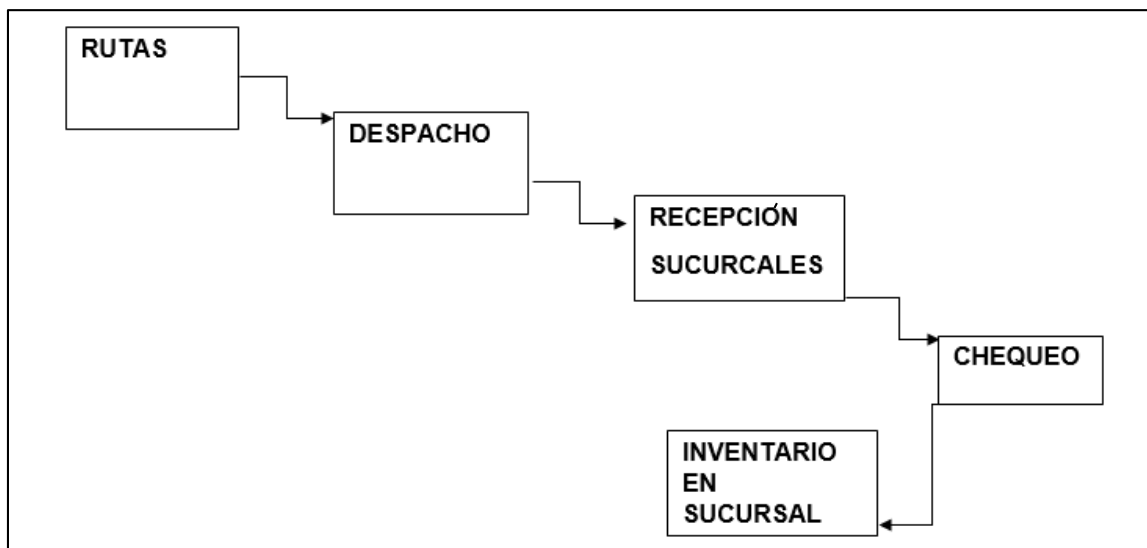 RUTAS
DESPACHO
RECEPCIÓN
SUCURCALES
CHEQUEO
INVENTARIO
EN
SUCURSAL